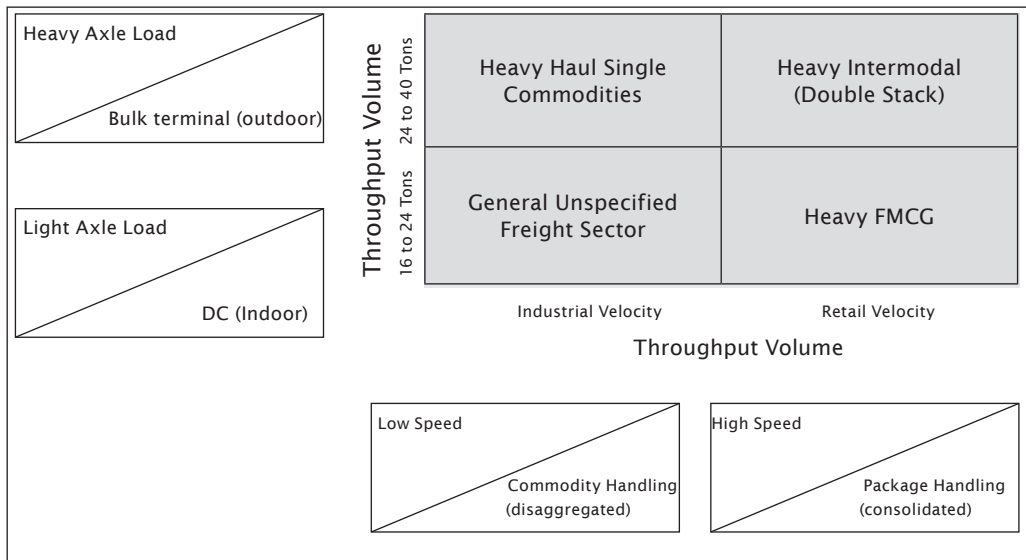 Heavy Axle Load
Bulk terminal (outdoor)
Light Axle Load
DC (Indoor)
Throughput Volume
24 to 40 Tons
16 to 24 Tons
Heavy Haul Single
Commodities
Heavy Intermodal
(Double Stack)
General Unspecified
Freight Sector
Heavy FMCG
Industrial Velocity
Retail Velocity
Throughput Volume
Low Speed
Commodity Handling
(disaggregated)
High Speed
Package Handling
(consolidated)